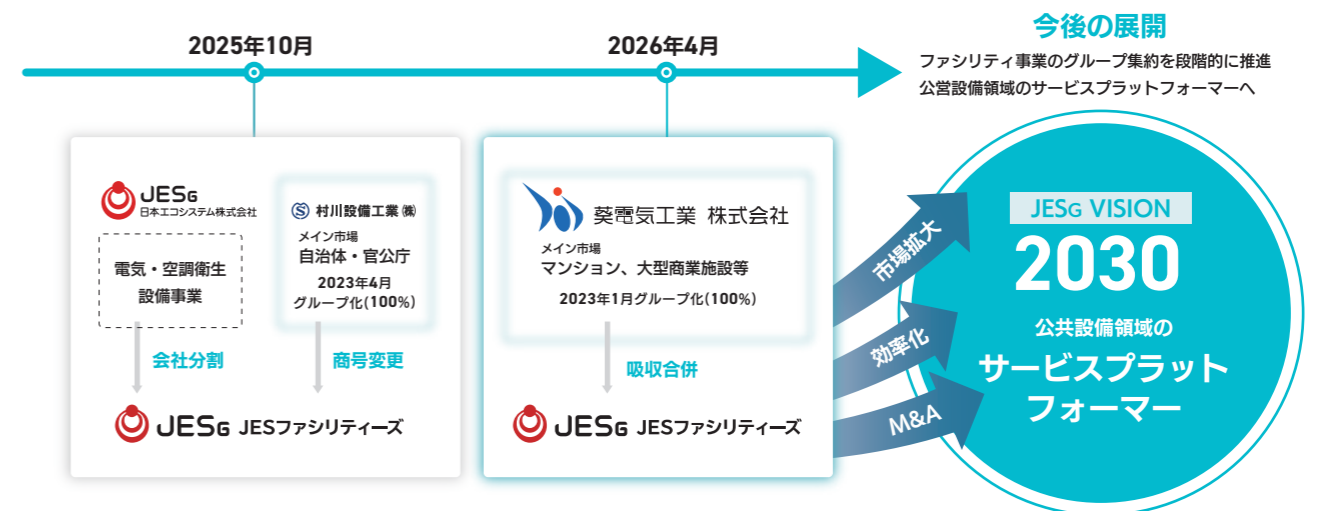 2025年10月
2026年4月
今後の展開
ファシリティ事業のグループ集約を段階的に推進
公営設備領域のサービスプラットフォーマーへ
JESG
日本エコシステム株式会社
電気・空調衛生
設備事業
会社分割
S 村川設備工業㈱
メイン市場
自治体・官公庁
2023年4月
グループ化(100%)
商号変更
JESG JESファシリティーズ
葵電気工業 株式会社
メイン市場
マンション、大型商業施設等
2023年1月グループ化(100%)
吸収合併
JESG JESファシリティーズ
市場拡大
効率化
M&A
JESG VISION
2030
公共設備領域の
サービスプラット
フォーマー